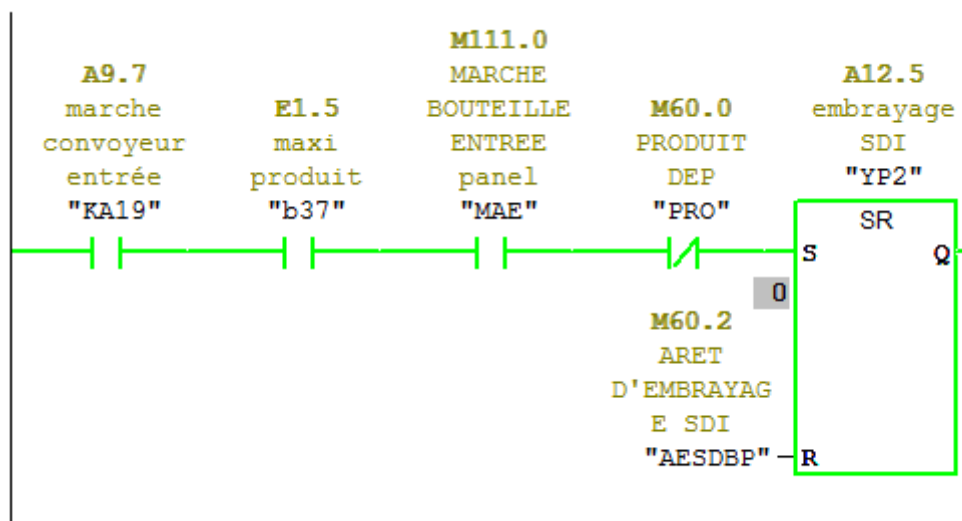 A9.7
marche
convoyeur
entrée
"KA19"
E1.5
maxi
produit
"b37"
M111.0
MARCHE
BOUTEILLE
ENTREE
panel
"MAE"
M60.0
PRODUIT
DEP
"PRO"
A12.5
embrayage
SDI
"YP2"
SR
S
Q
0
M60.2
ARET
D'EMBRAYAG
E SDI
"AESDBP"
R